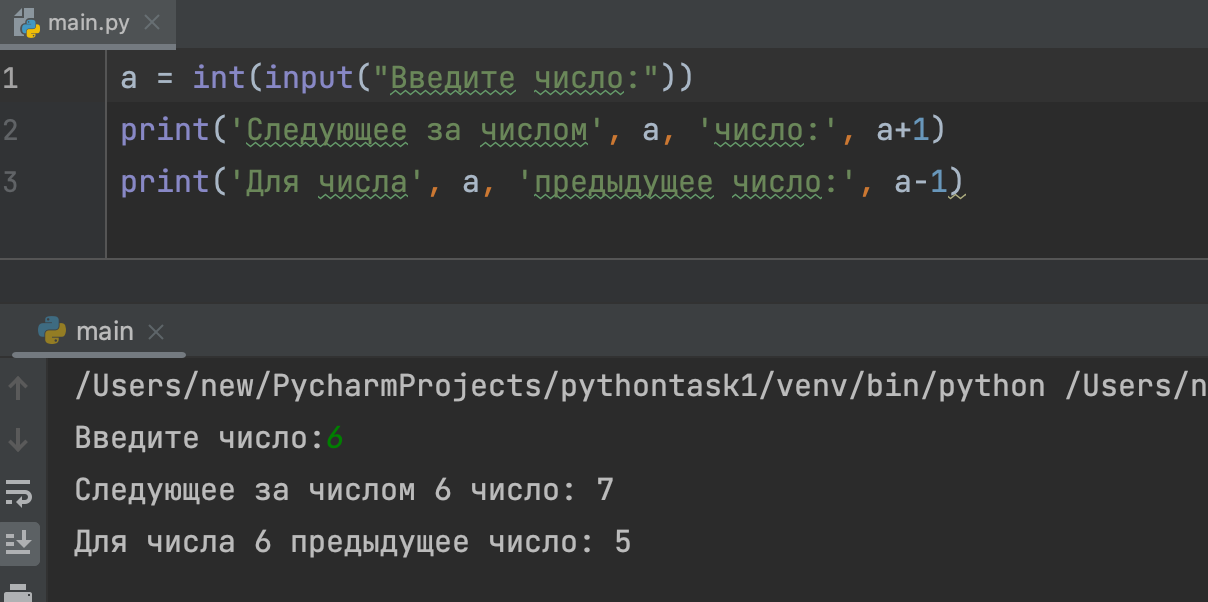 main.py
1 a = int(input("Введите число:"))
2 print('Следующее за числом', a, 'число:', a+1)
3 print('Для числа', a, 'предыдущее число:', a-1)
main
/Users/new/PycharmProjects/pythontask1/venv/bin/python /Users/n
Введите число:6
Следующее за числом 6 число: 7
Для числа 6 предыдущее число: 5